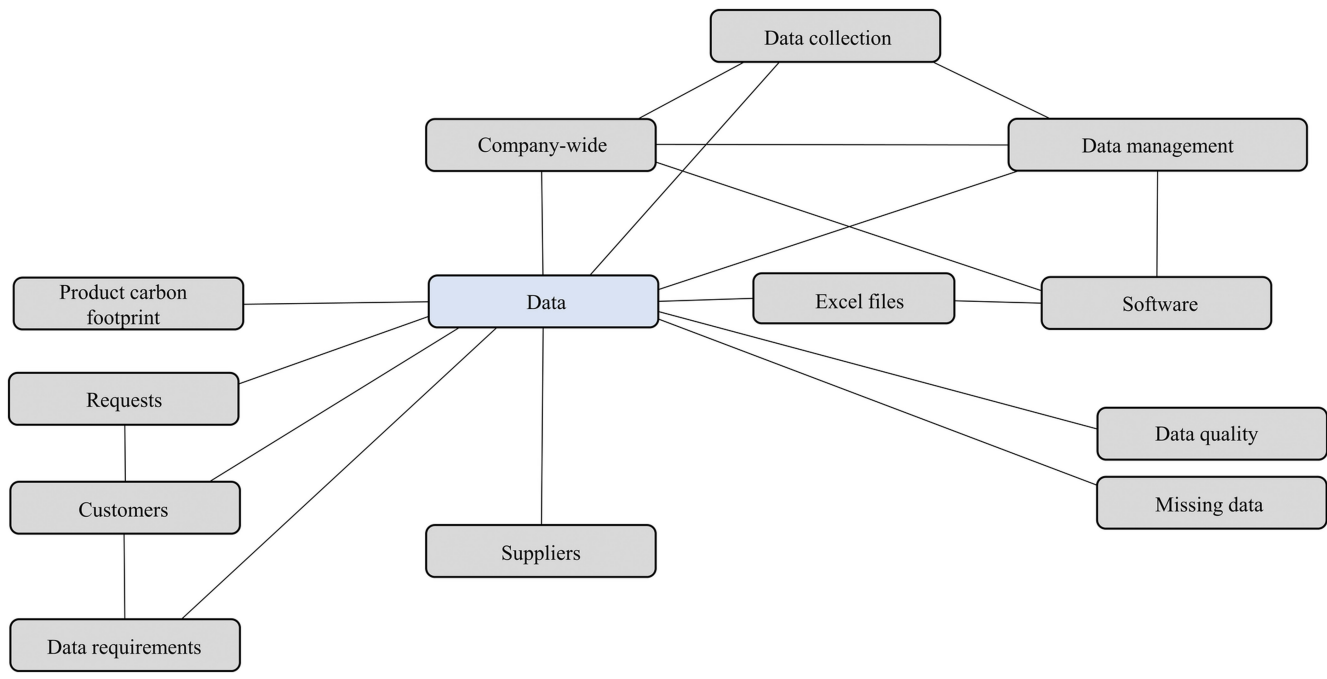 Data collection
Company-wide
Data management
Product carbon
footprint
Data
Excel files
Software
Requests
Data quality
Customers
Missing data
Suppliers
Data requirements